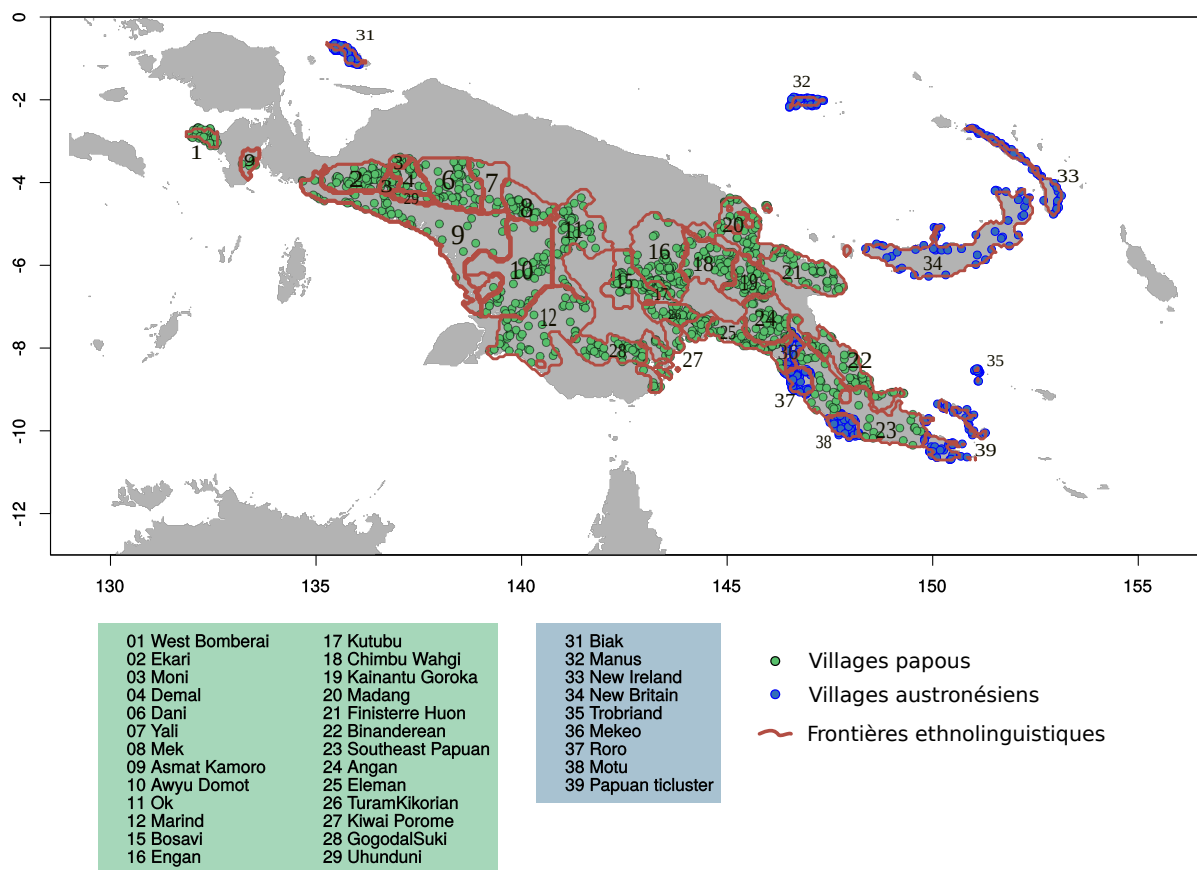 0
-2
-4
-6
-8
-10
-12
130
135
140
145
150
155
31
32
33
34
35
1
9
2
3
3
4
29
6
7
8
9
10
11
12
15
16
17
18
19
20
21
26
24
25
28
27
36
22
37
38
23
39
01 West Bomberai
02 Ekari
03 Moni
04 Demal
06 Dani
07 Yali
08 Mek
09 Asmat Kamoro
10 Awyu Domot
11 Ok
12 Marind
15 Bosavi
16 Engan
17 Kutubu
18 Chimbu Wahgi
19 Kainantu Goroka
20 Madang
21 Finisterre Huon
22 Binanderean
23 Southeast Papuan
24 Angan
25 Eleman
26 TuramKikorian
27 Kiwai Porome
28 GogodalSuki
29 Uhunduni
31 Biak
32 Manus
33 New Ireland
34 New Britain
35 Trobriand
36 Mekeo
37 Roro
38 Motu
39 Papuan ticluster
Villages papous
Villages austronésiens
Frontières ethnolinguistiques